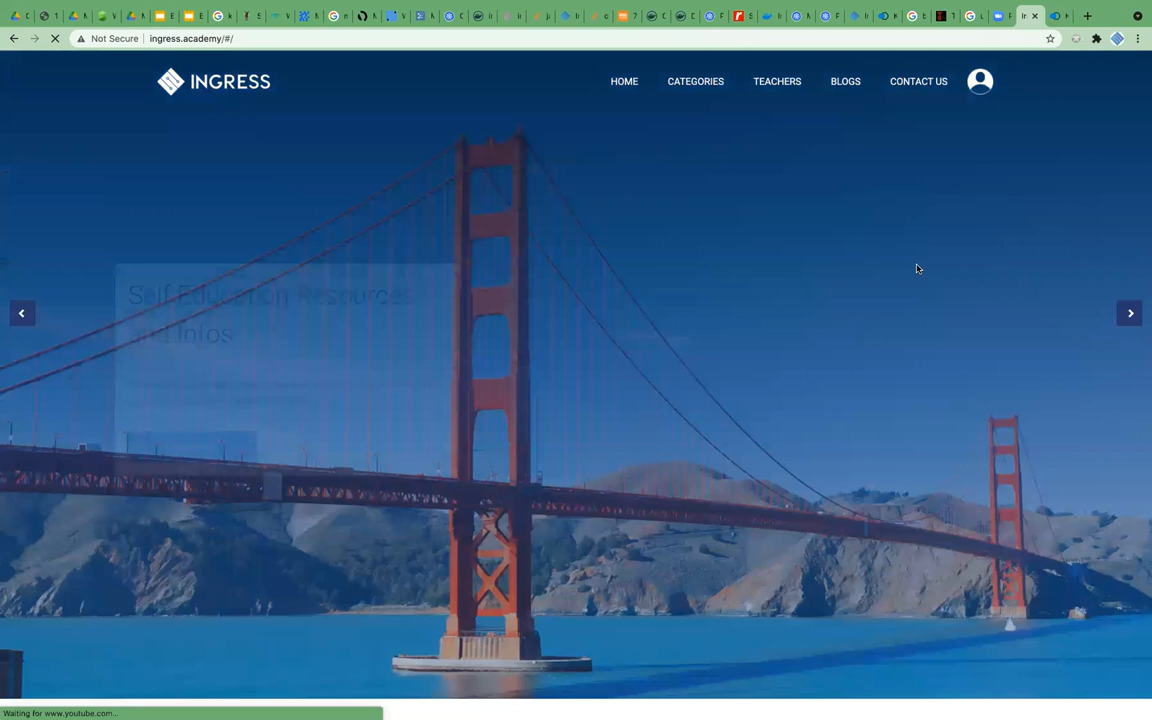 Not Secure
ingress.academy/#/
INGRESS
HOME
CATEGORIES
TEACHERS
BLOGS
CONTACT US
Self Education Resources
and Infos
Waiting for www.youtube.com...